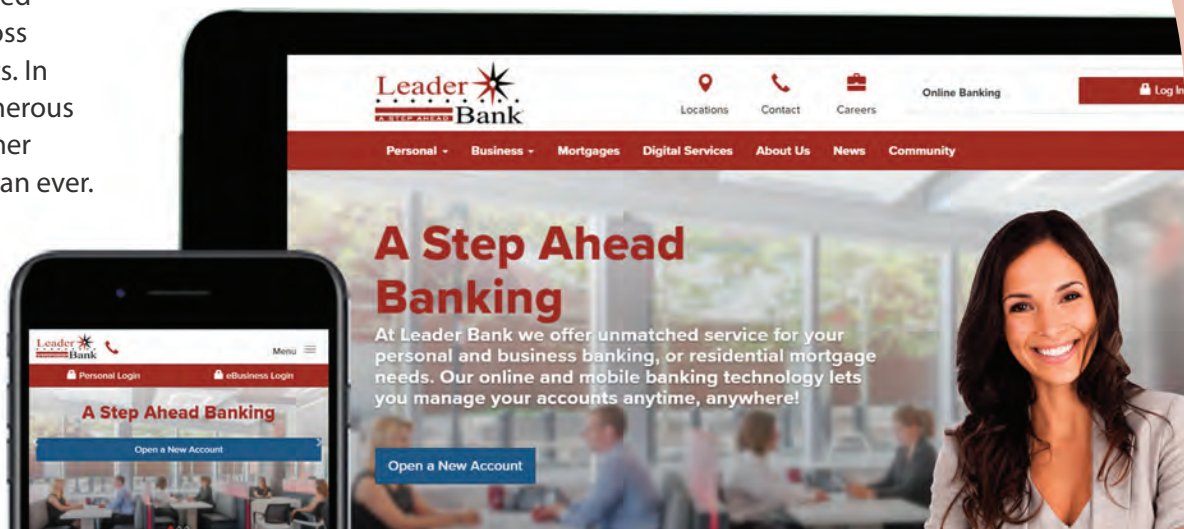 oss
s. In
nerous
ner
an ever.
Leader
Bank
A STEP AHEAD
Locations
Contact
Careers
Online Banking
Log In
Personal
Business
Mortgages
Digital Services
About Us
News
Community
A Step Ahead
Banking
At Leader Bank we offer unmatched service for your
personal and business banking, or residential mortgage
needs. Our online and mobile banking technology lets
you manage your accounts anytime, anywhere!
Open a New Account
Leader
Bank
Menu
Personal Login
eBusiness Login
A Step Ahead Banking
Open a New Account